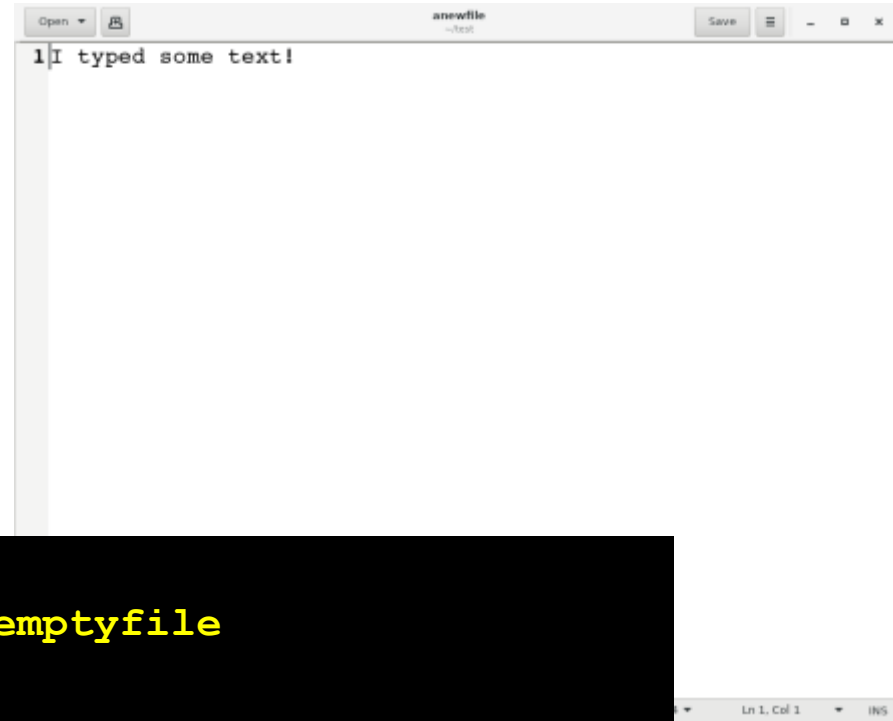 Open
anewfile
~/test
Save
1 I typed some text!
emptyfile
Ln 1, Col 1 INS